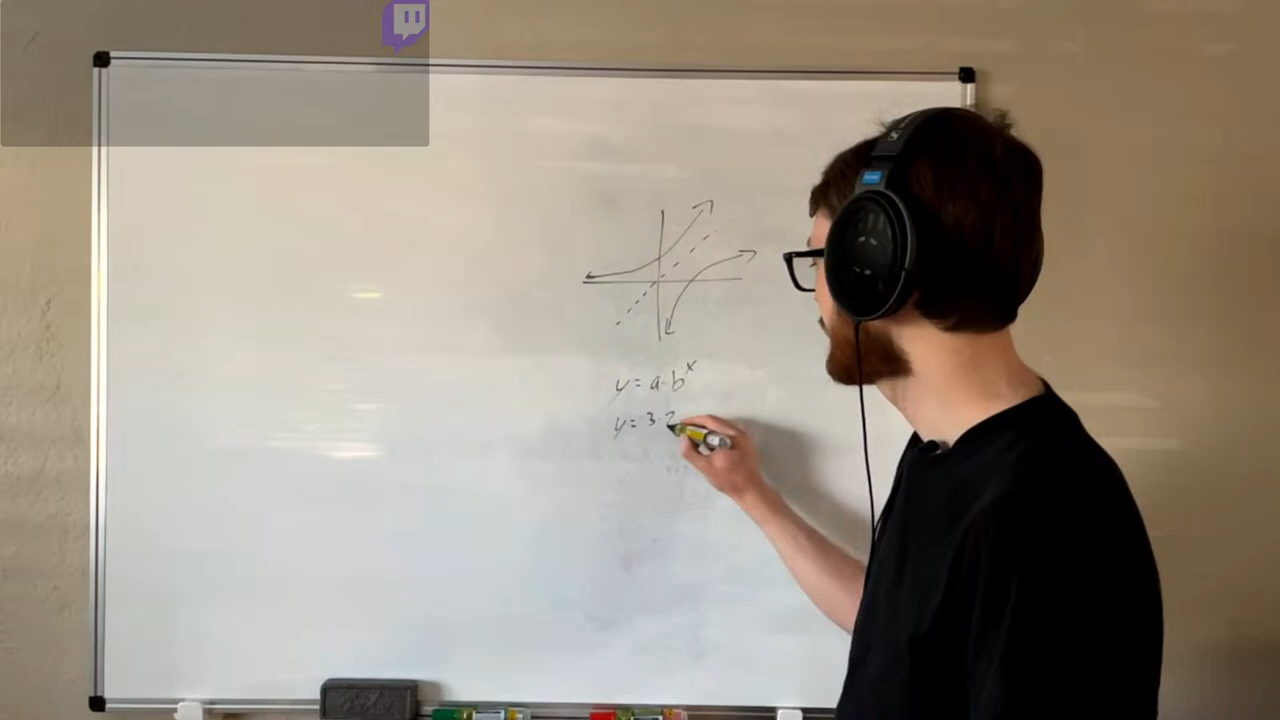 y = a·b^x
y = 3·2